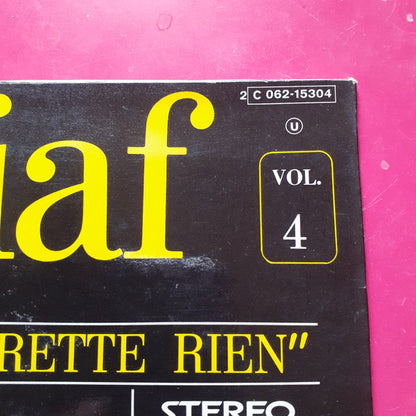 2 C 062-15304
U
iaf
VOL.
4
RETTE RIEN"
STEREO